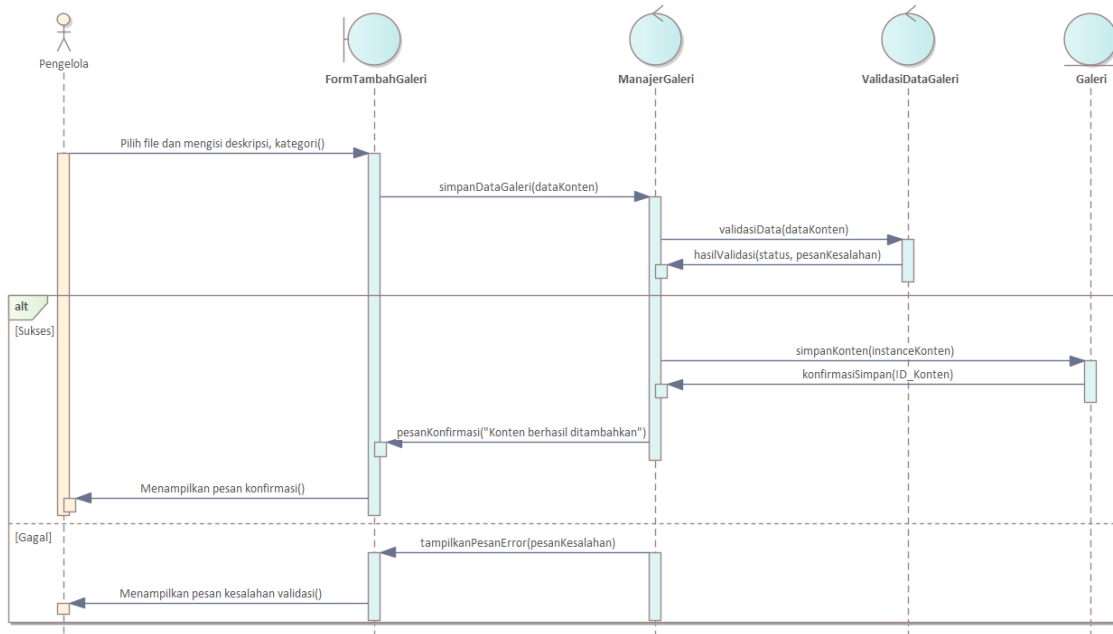 Pengelola
FormTambahGaleri
ManajerGaleri
ValidasiDataGaleri
Galeri
Pilih file dan mengisi deskripsi, kategori()
simpanDataGaleri(dataKonten)
validasiData(dataKonten)
hasilValidasi(status, pesanKesalahan)
alt
[Sukses]
simpanKonten(instanceKonten)
konfirmasiSimpan(ID_Konten)
pesanKonfirmasi("Konten berhasil ditambahkan")
Menampilkan pesan konfirmasi()
[Gagal]
tampilkanPesanError(pesanKesalahan)
Menampilkan pesan kesalahan validasi()